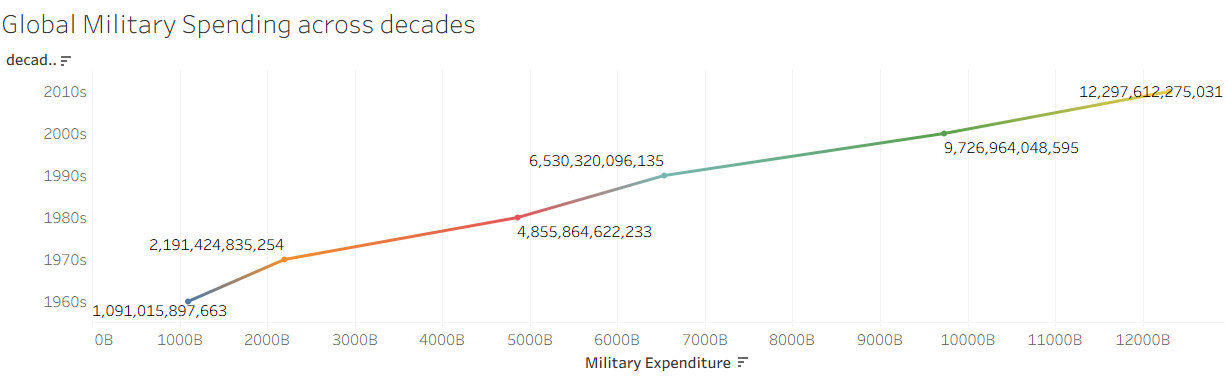 Global Military Spending across decades
decad..
2010s
12,297,612,275,031
2000s
9,726,964,048,595
1990s
6,530,320,096,135
1980s
4,855,864,622,233
1970s
2,191,424,835,254
1960s
1,091,015,897,663
0B 1000B 2000B 3000B 4000B 5000B 6000B 7000B 8000B 9000B 10000B 11000B 12000B
Military Expenditure